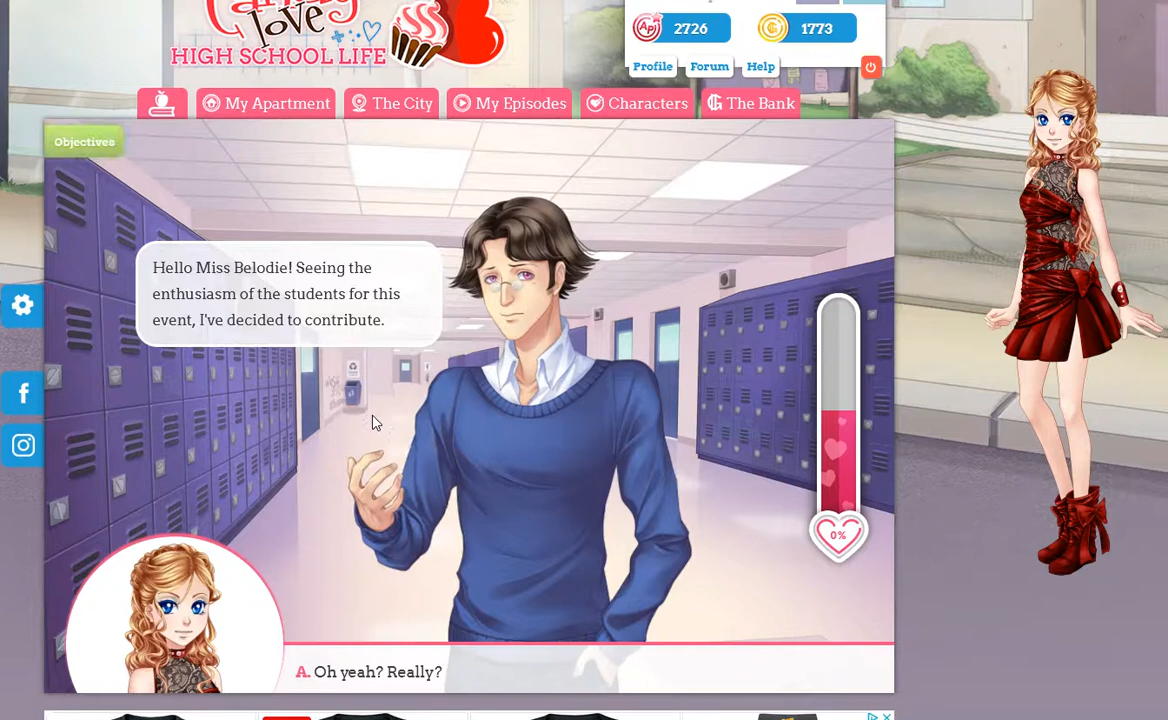 Candy
love
HIGH SCHOOL LIFE
2726
1773
Profile Forum Help
My Apartment The City My Episodes Characters The Bank
Objectives
Hello Miss Belodie! Seeing the
enthusiasm of the students for this
event, I've decided to contribute.
0%
A. Oh yeah? Really?